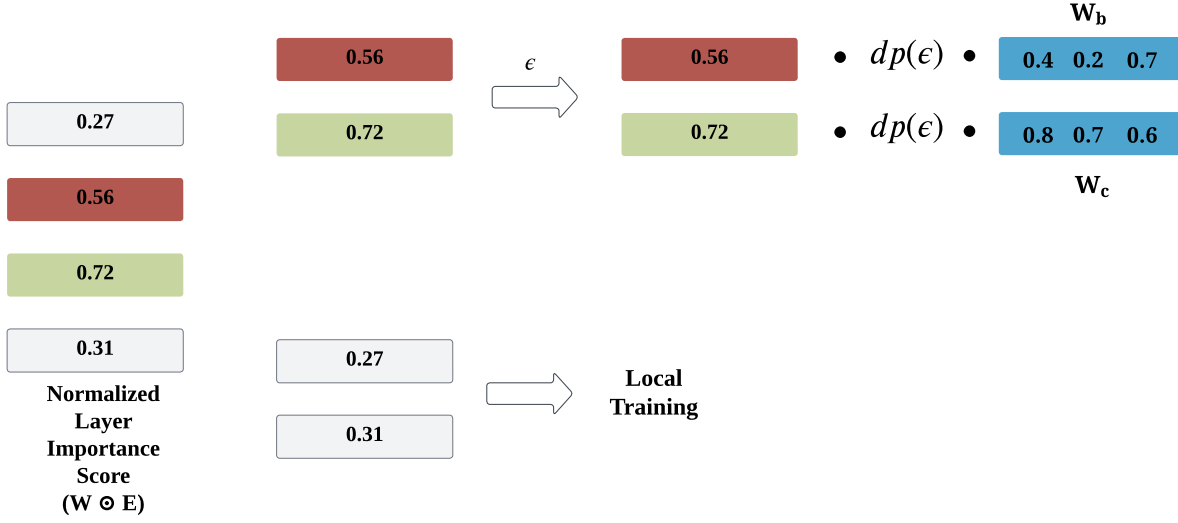 0.27
0.56
0.72
0.31
Normalized
Layer
Importance
Score
(W ⊙ E)
0.56
0.72
ϵ
0.56 • dp(ϵ) •
W_b
0.4 0.2 0.7
0.72 • dp(ϵ) •
0.8 0.7 0.6
W_c
0.27
0.31
Local
Training